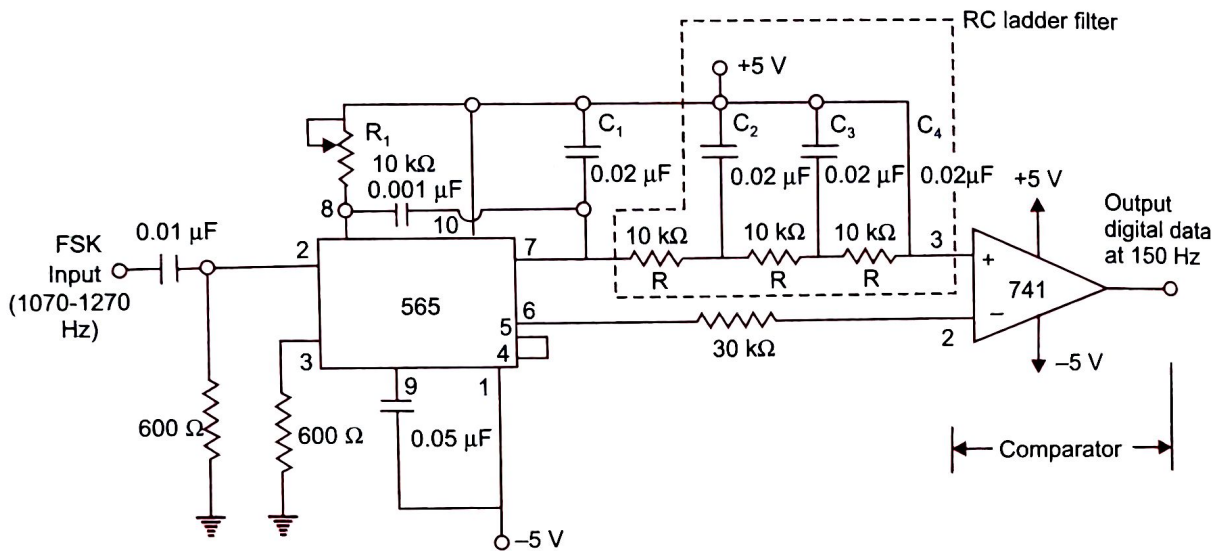 RC ladder filter
+5 V
R1
10 kΩ
0.001 μF
8
10
C1
0.02 μF
C2
0.02 μF
C3
0.02 μF
C4
0.02μF
+5 V
Output
digital data
at 150 Hz
FSK
Input
(1070-1270
Hz)
0.01 μF
2
7
10 kΩ
R
10 kΩ
R
10 kΩ
R
3
+
741
−
2
565
6
5
4
30 kΩ
−5 V
3
9
1
600 Ω
600 Ω
0.05 μF
Comparator
−5 V